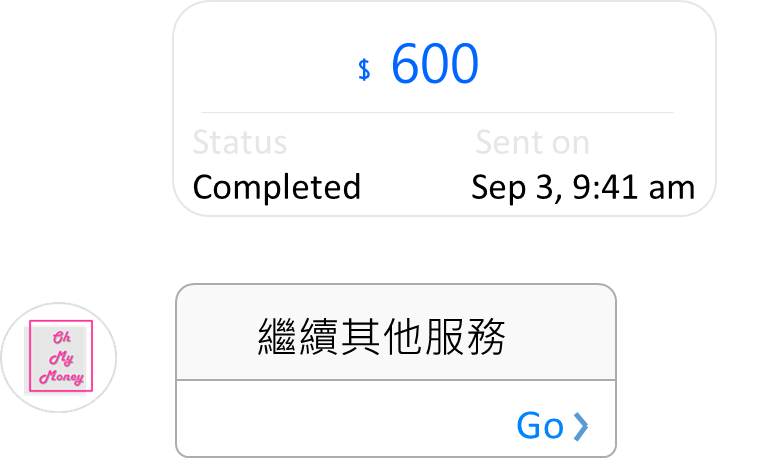 $ 600
Status Sent on
Completed Sep 3, 9:41 am
繼續其他服務
Oh
My
Money
Go